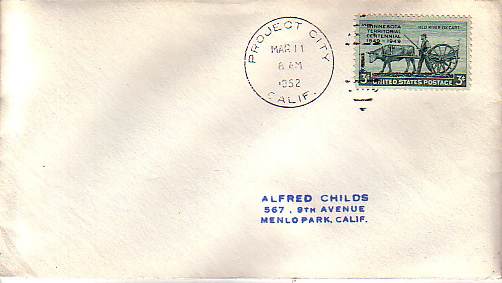 PROJECT CITY
MAR 11
8 AM
1952
CALIF.
MINNESOTA
TERRITORIAL
CENTENNIAL
1849-1949
RED RIVER OX CART
3¢ UNITED STATES POSTAGE 3¢
ALFRED CHILDS
567 . 9TH AVENUE
MENLO PARK, CALIF.